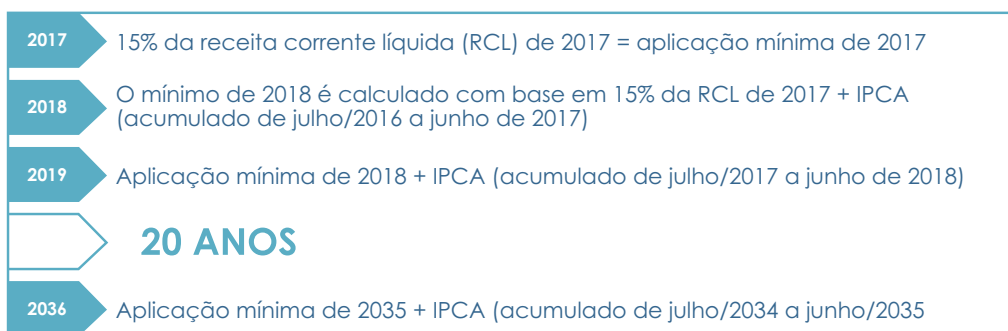 2017
15% da receita corrente líquida (RCL) de 2017 = aplicação mínima de 2017
2018
O mínimo de 2018 é calculado com base em 15% da RCL de 2017 + IPCA
(acumulado de julho/2016 a junho de 2017)
2019
Aplicação mínima de 2018 + IPCA (acumulado de julho/2017 a junho de 2018)
20 ANOS
2036
Aplicação mínima de 2035 + IPCA (acumulado de julho/2034 a junho/2035